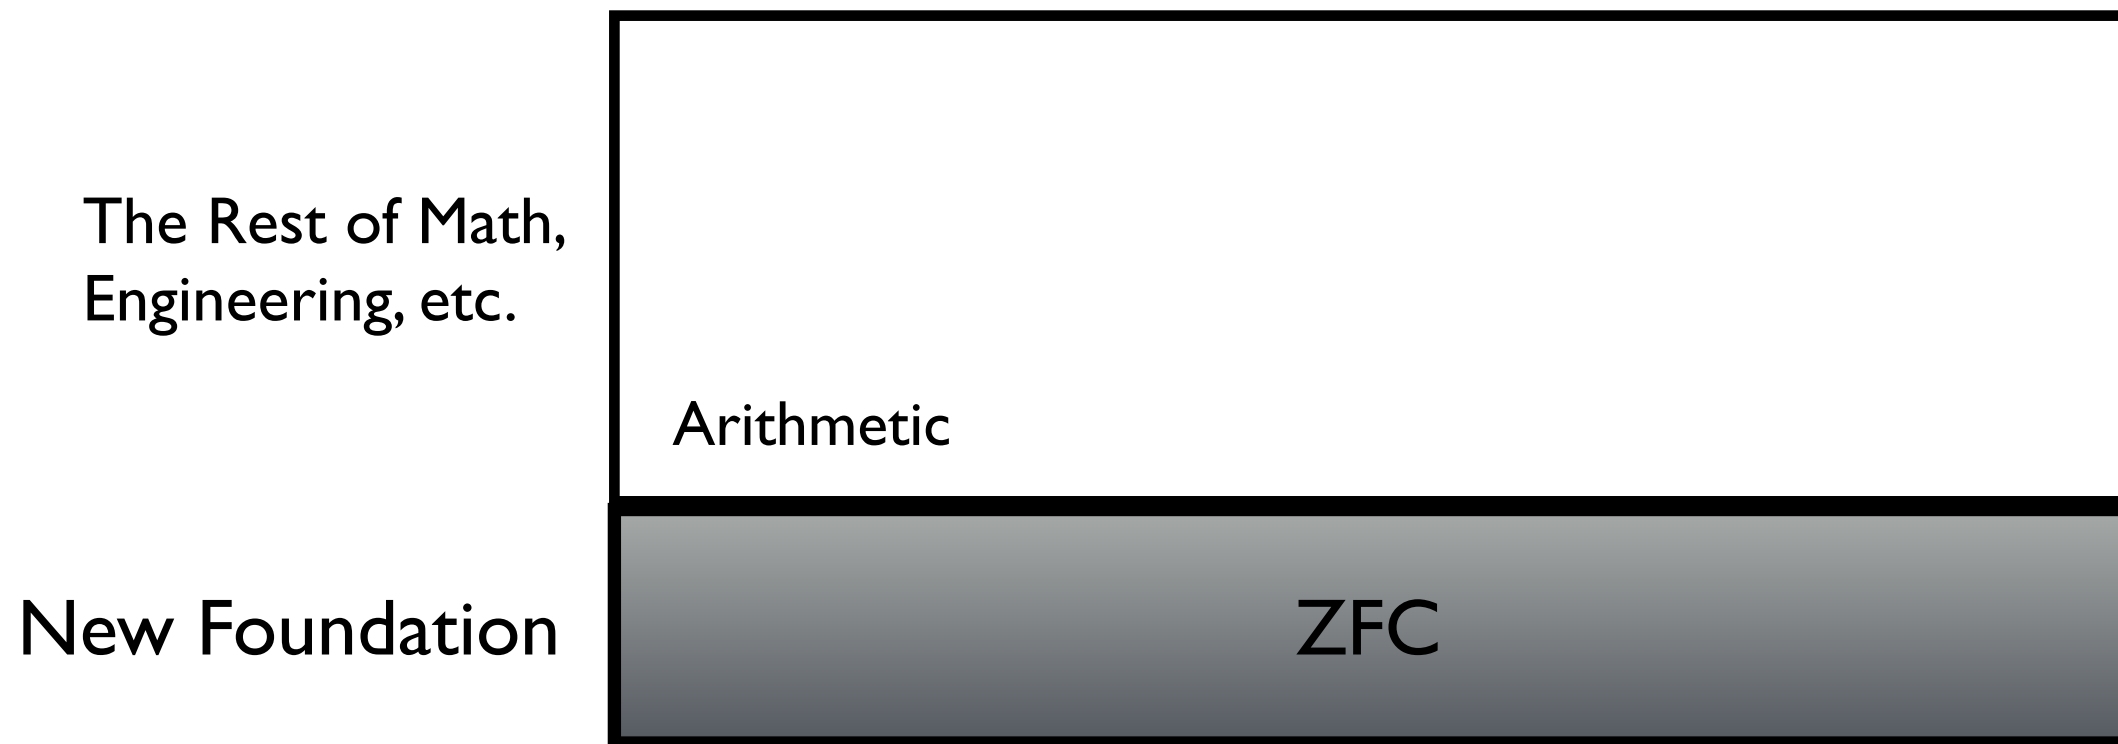 The Rest of Math,
Engineering, etc.
Arithmetic
New Foundation
ZFC